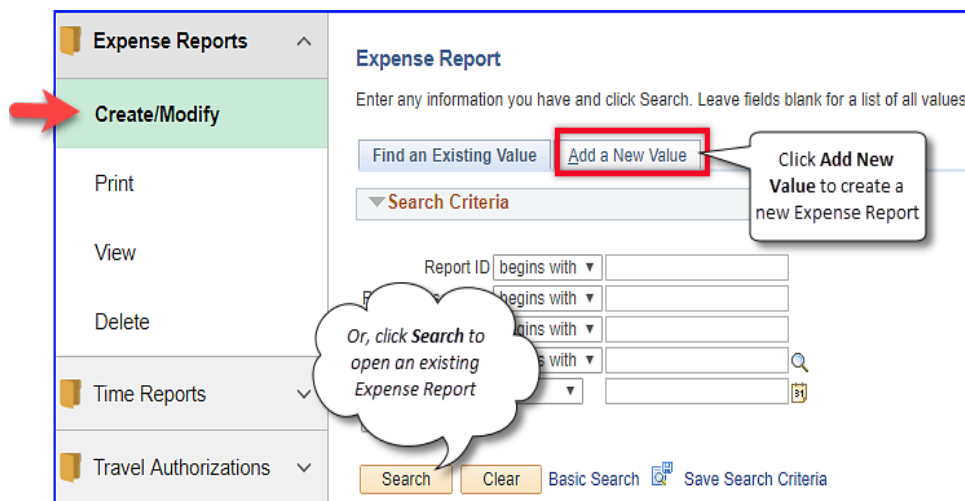 Expense Reports
Create/Modify
Print
View
Delete
Time Reports
Travel Authorizations
Expense Report
Enter any information you have and click Search. Leave fields blank for a list of all values
Find an Existing Value
Add a New Value
Click Add New
Value to create a
new Expense Report
Search Criteria
Report ID begins with
begins with
with
with
Or, click Search to
open an existing
Expense Report
31
Search
Clear
Basic Search
Save Search Criteria